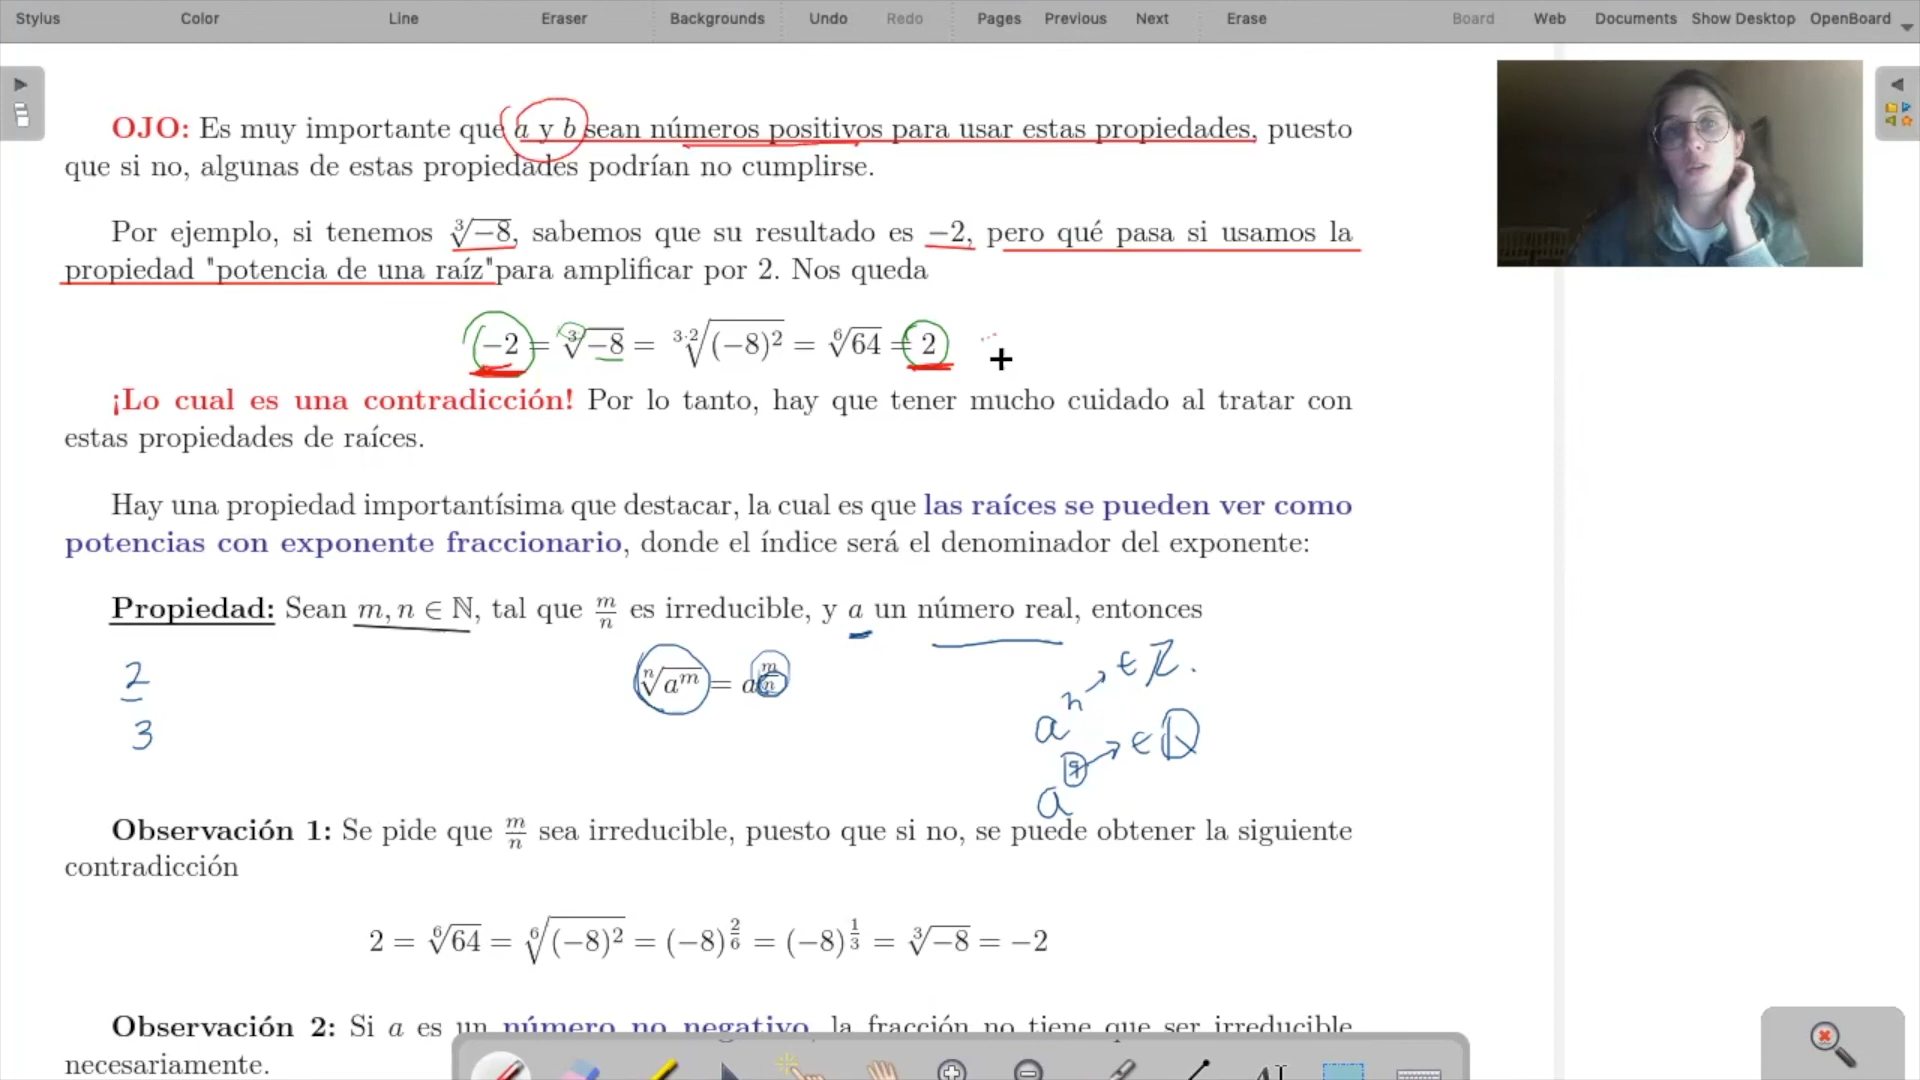 Stylus Color Line Eraser Backgrounds Undo Redo Pages Previous Next Erase Board Web Documents Show Desktop OpenBoard
OJO: Es muy importante que a y b sean números positivos para usar estas propiedades, puesto
que si no, algunas de estas propiedades podrían no cumplirse.
Por ejemplo, si tenemos ∛−8, sabemos que su resultado es −2, pero qué pasa si usamos la
propiedad "potencia de una raíz"para amplificar por 2. Nos queda
−2 = ∛−8 = ³·²√(−8)² = ⁶√64 = 2
¡Lo cual es una contradicción! Por lo tanto, hay que tener mucho cuidado al tratar con
estas propiedades de raíces.
Hay una propiedad importantísima que destacar, la cual es que las raíces se pueden ver como
potencias con exponente fraccionario, donde el índice será el denominador del exponente:
Propiedad: Sean m, n ∈ ℕ, tal que m/n es irreducible, y a un número real, entonces
ⁿ√aᵐ = a^(m/n)
2/3
aⁿ → ∈ ℤ.
a^q → ∈ ℚ
Observación 1: Se pide que m/n sea irreducible, puesto que si no, se puede obtener la siguiente
contradicción
2 = ⁶√64 = ⁶√(−8)² = (−8)^(2/6) = (−8)^(1/3) = ∛−8 = −2
Observación 2: Si a es un número no negativo, la fracción no tiene que ser irreducible
necesariamente.